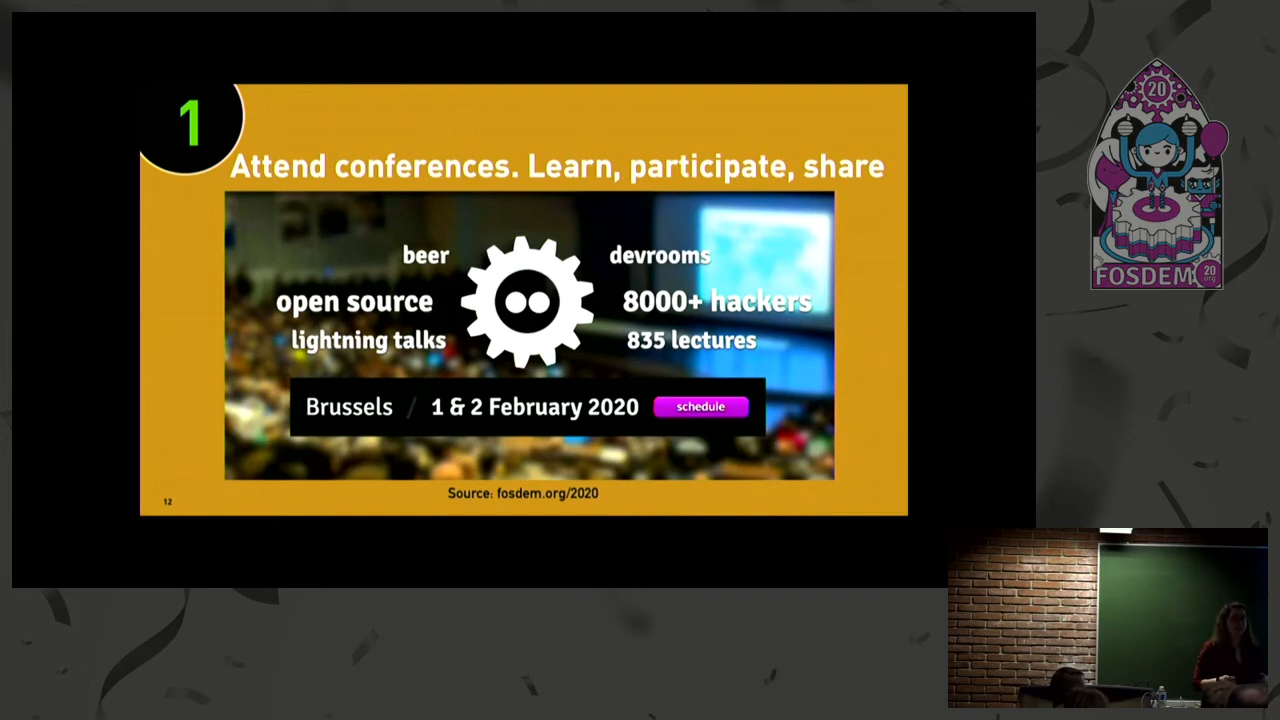 1
Attend conferences. Learn, participate, share
beer
devrooms
open source
8000+ hackers
lightning talks
835 lectures
Brussels / 1 & 2 February 2020 schedule
Source: fosdem.org/2020
12
20
FOSDEM 20
org